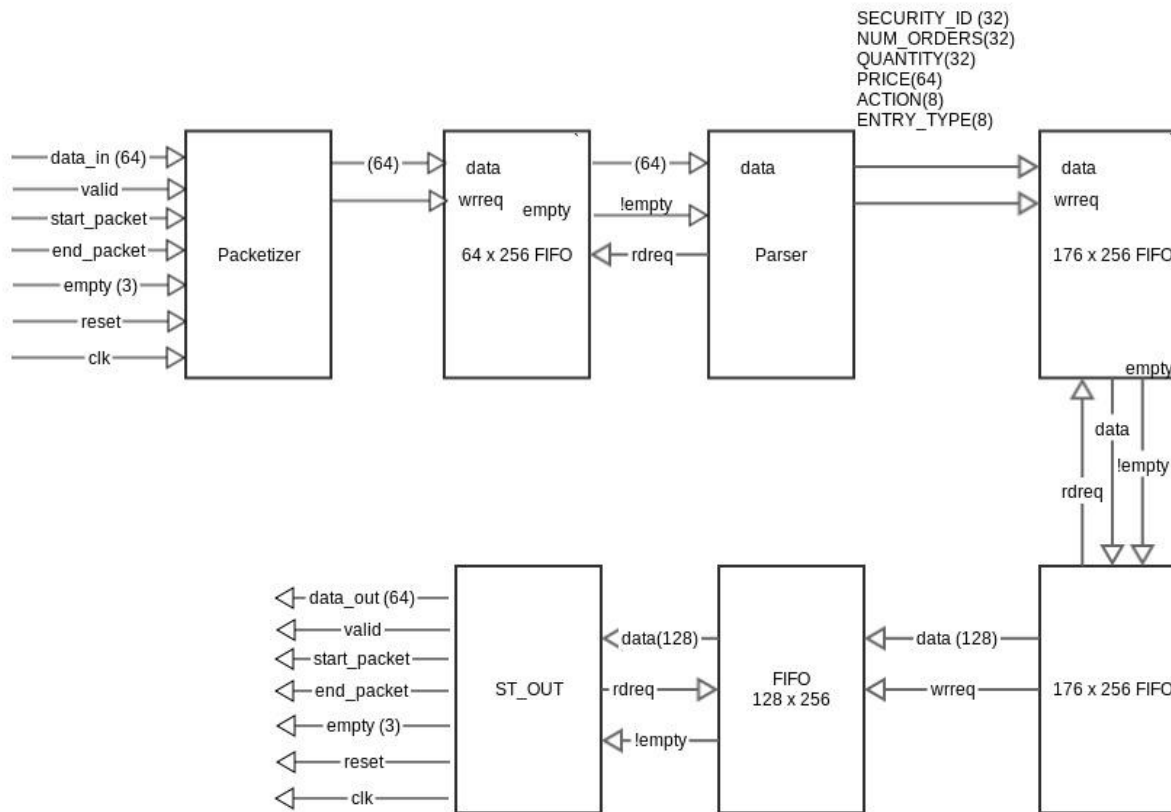 SECURITY_ID (32)
NUM_ORDERS(32)
QUANTITY(32)
PRICE(64)
ACTION(8)
ENTRY_TYPE(8)
data_in (64)
valid
start_packet
end_packet
empty (3)
reset
clk
Packetizer
(64)
data
wrreq
empty
64 x 256 FIFO
(64)
!empty
rdreq
data
Parser
data
wrreq
176 x 256 FIFO
empty
rdreq
data
!empty
data_out (64)
valid
start_packet
end_packet
empty (3)
reset
clk
ST_OUT
data(128)
rdreq
!empty
FIFO
128 x 256
data (128)
wrreq
176 x 256 FIFO